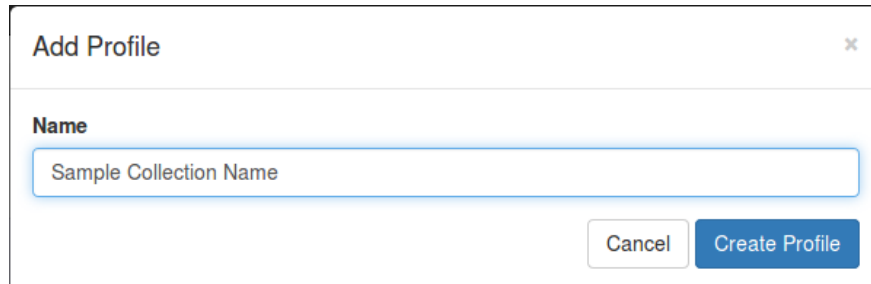 Add Profile ×
Name
Sample Collection Name
Cancel Create Profile